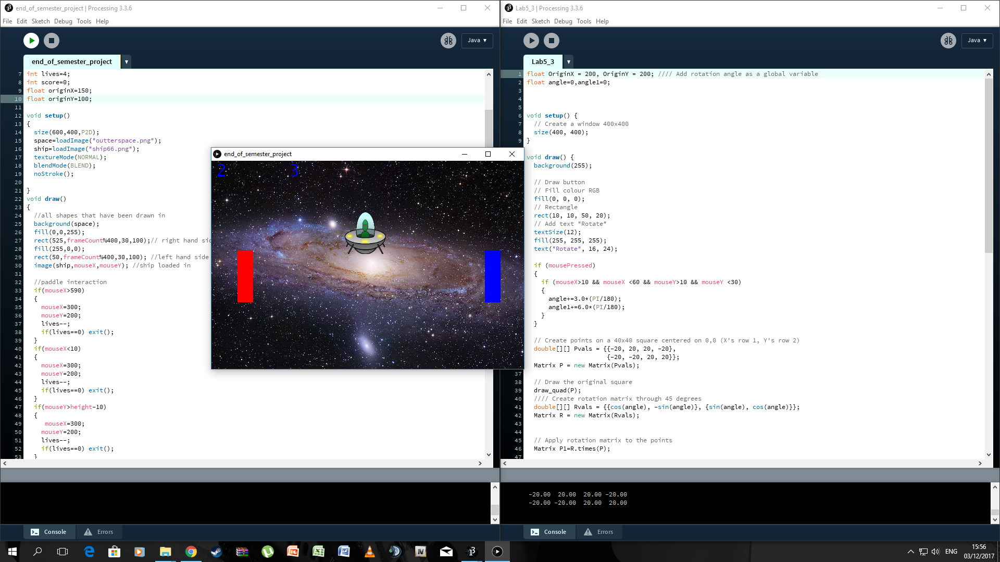 end_of_semester_project | Processing 3.3.6
File Edit Sketch Debug Tools Help
Java ▾
end_of_semester_project ▾
7 int lives=4;
8 int score=0;
9 float originX=150;
10 float originY=100;
11
12 void setup()
13 {
14 size(600,400,P2D);
15 space=loadImage("outterspace.png");
16 ship=loadImage("ship66.png");
17 textureMode(NORMAL);
18 blendMode(BLEND);
19 noStroke();
20
21 }
22 void draw()
23 {
24 //all shapes that have been drawn in
25 background(space);
26 fill(0,0,255);
27 rect(525,frameCount%400,30,100);// right hand sid
28 fill(255,0,0);
29 rect(50,frameCount%400,30,100); //left hand side
30 image(ship,mouseX,mouseY); //ship loaded in
31
32 //paddle interaction
33 if(mouseX>590)
34 {
35 mouseX=300;
36 mouseY=200;
37 lives--;
38 if(lives==0) exit();
39 }
40 if(mouseX<10)
41 {
42 mouseX=300;
43 mouseY=200;
44 lives--;
45 if(lives==0) exit();
46 }
47 if(mouseY>height-10)
48 {
49 mouseX=300;
50 mouseY=200;
51 lives--;
52 if(lives==0) exit();
53 }
Console Errors
end_of_semester_project
2 3
Lab5_3 | Processing 3.3.6
File Edit Sketch Debug Tools Help
Java ▾
Lab5_3 ▾
1 float OriginX = 200, OriginY = 200; //// Add rotation angle as a global variable
2 float angle=0,angle1=0;
3
4
5
6 void setup() {
7 // Create a window 400x400
8 size(400, 400);
9 }
void draw() {
background(255);
// Draw button
// Fill colour RGB
fill(0, 0, 0);
// Rectangle
rect(10, 10, 50, 20);
// Add text "Rotate"
textSize(12);
fill(255, 255, 255);
text("Rotate", 16, 24);
if (mousePressed)
{
if (mouseX>10 && mouseX <60 && mouseY>10 && mouseY <30)
{
angle+=3.0*(PI/180);
angle1+=6.0*(PI/180);
}
}
// Create points on a 40x40 square centered on 0,0 (X's row 1, Y's row 2)
double[][] Pvals = {{-20, 20, 20, -20},
{-20, -20, 20, 20}};
Matrix P = new Matrix(Pvals);
37
38 // Draw the original square
39 draw_quad(P);
40 //// Create rotation matrix through 45 degrees
41 double[][] Rvals = {{cos(angle), -sin(angle)}, {sin(angle), cos(angle)}};
42 Matrix R = new Matrix(Rvals);
43
44
45 // Apply rotation matrix to the points
46 Matrix P1=R.times(P);
47
-20.00 20.00 20.00 -20.00
-20.00 -20.00 20.00 20.00
Console Errors
ENG
15:56
03/12/2017